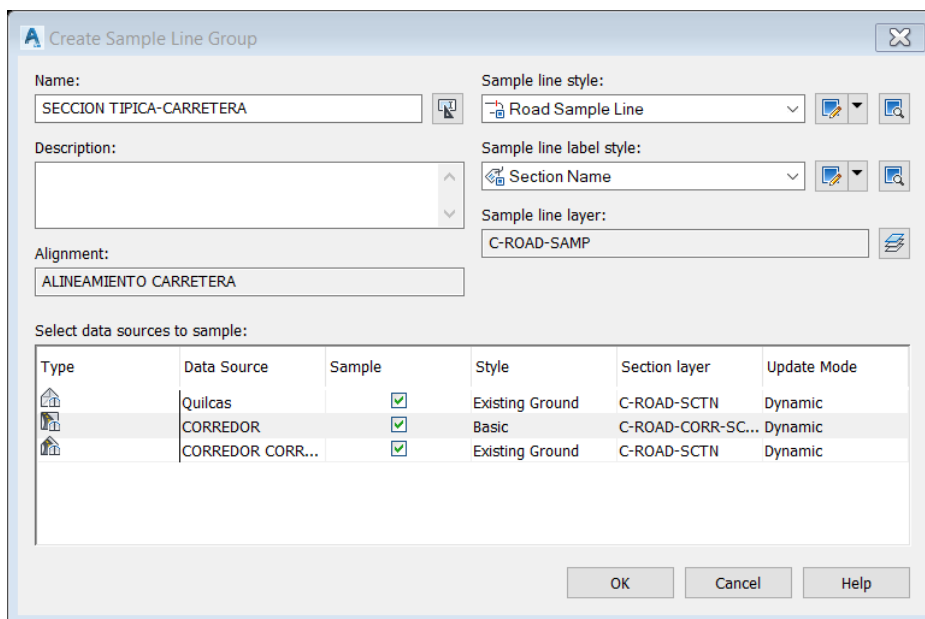 Create Sample Line Group
Name:
SECCION TIPICA-CARRETERA
Description:
Alignment:
ALINEAMIENTO CARRETERA
Sample line style:
Road Sample Line
Sample line label style:
Section Name
Sample line layer:
C-ROAD-SAMP
Select data sources to sample:
Type Data Source Sample Style Section layer Update Mode
Quilcas Existing Ground C-ROAD-SCTN Dynamic
CORREDOR Basic C-ROAD-CORR-SC... Dynamic
CORREDOR CORR... Existing Ground C-ROAD-SCTN Dynamic
OK Cancel Help